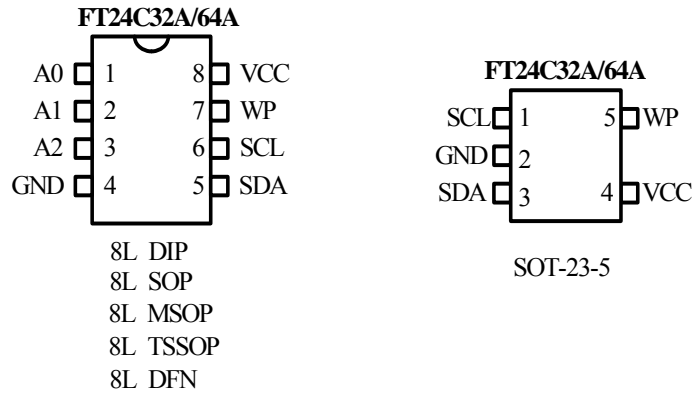 FT24C32A/64A
A0 1 8 VCC
A1 2 7 WP
A2 3 6 SCL
GND 4 5 SDA
8L DIP
8L SOP
8L MSOP
8L TSSOP
8L DFN
FT24C32A/64A
SCL 1 5 WP
GND 2
SDA 3 4 VCC
SOT-23-5